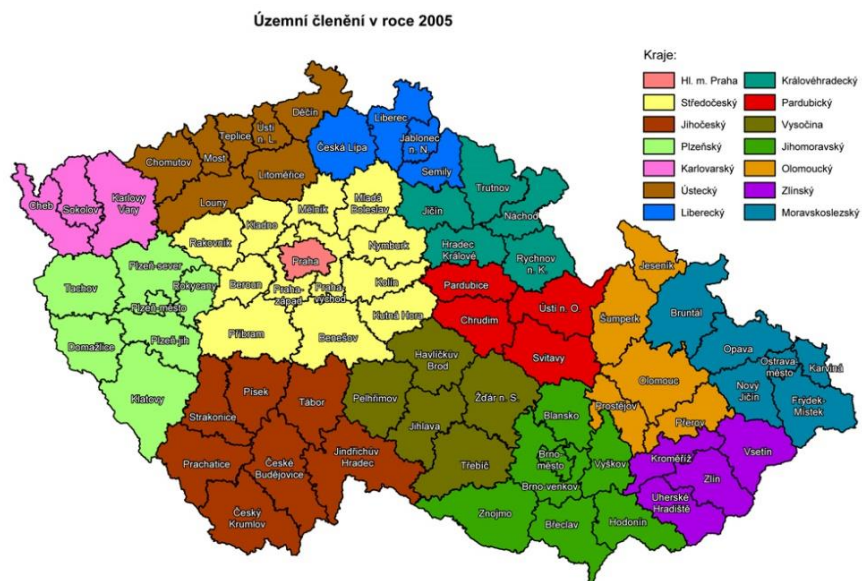 Územní členění v roce 2005
Kraje:
Hl. m. Praha
Středočeský
Jihočeský
Plzeňský
Karlovarský
Ústecký
Liberecký
Královéhradecký
Pardubický
Vysočina
Jihomoravský
Olomoucký
Zlínský
Moravskoslezský
Děčín
Ústí
n. L.
Teplice
Most
Chomutov
Litoměřice
Louny
Česká Lípa
Liberec
Jablonec
n. N.
Semily
Trutnov
Náchod
Jičín
Hradec
Králové
Rychnov
n. K.
Cheb
Sokolov
Karlovy
Vary
Mladá
Boleslav
Mělník
Kladno
Rakovník
Nymburk
Praha
Beroun
Praha-
západ
Praha-
východ
Kolín
Kutná Hora
Příbram
Benešov
Plzeň-sever
Rokycany
Tachov
Plzeň-město
Plzeň-jih
Domažlice
Klatovy
Pardubice
Chrudim
Ústí n. O.
Svitavy
Jeseník
Šumperk
Olomouc
Prostějov
Přerov
Bruntál
Opava
Ostrava-
město
Karviná
Nový
Jičín
Frýdek-
Místek
Havlíčkův
Brod
Pelhřimov
Žďár n. S.
Jihlava
Třebíč
Písek
Tábor
Strakonice
Prachatice
České
Budějovice
Jindřichův
Hradec
Český
Krumlov
Blansko
Brno-
město
Vyškov
Brno-venkov
Znojmo
Břeclav
Hodonín
Kroměříž
Vsetín
Zlín
Uherské
Hradiště